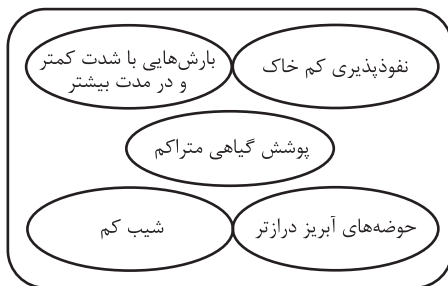 نفوذپذیری کم خاک
بارش‌هایی با شدت کمتر
و در مدت بیشتر
پوشش گیاهی متراکم
حوضه‌های آبریز درازتر
شیب کم